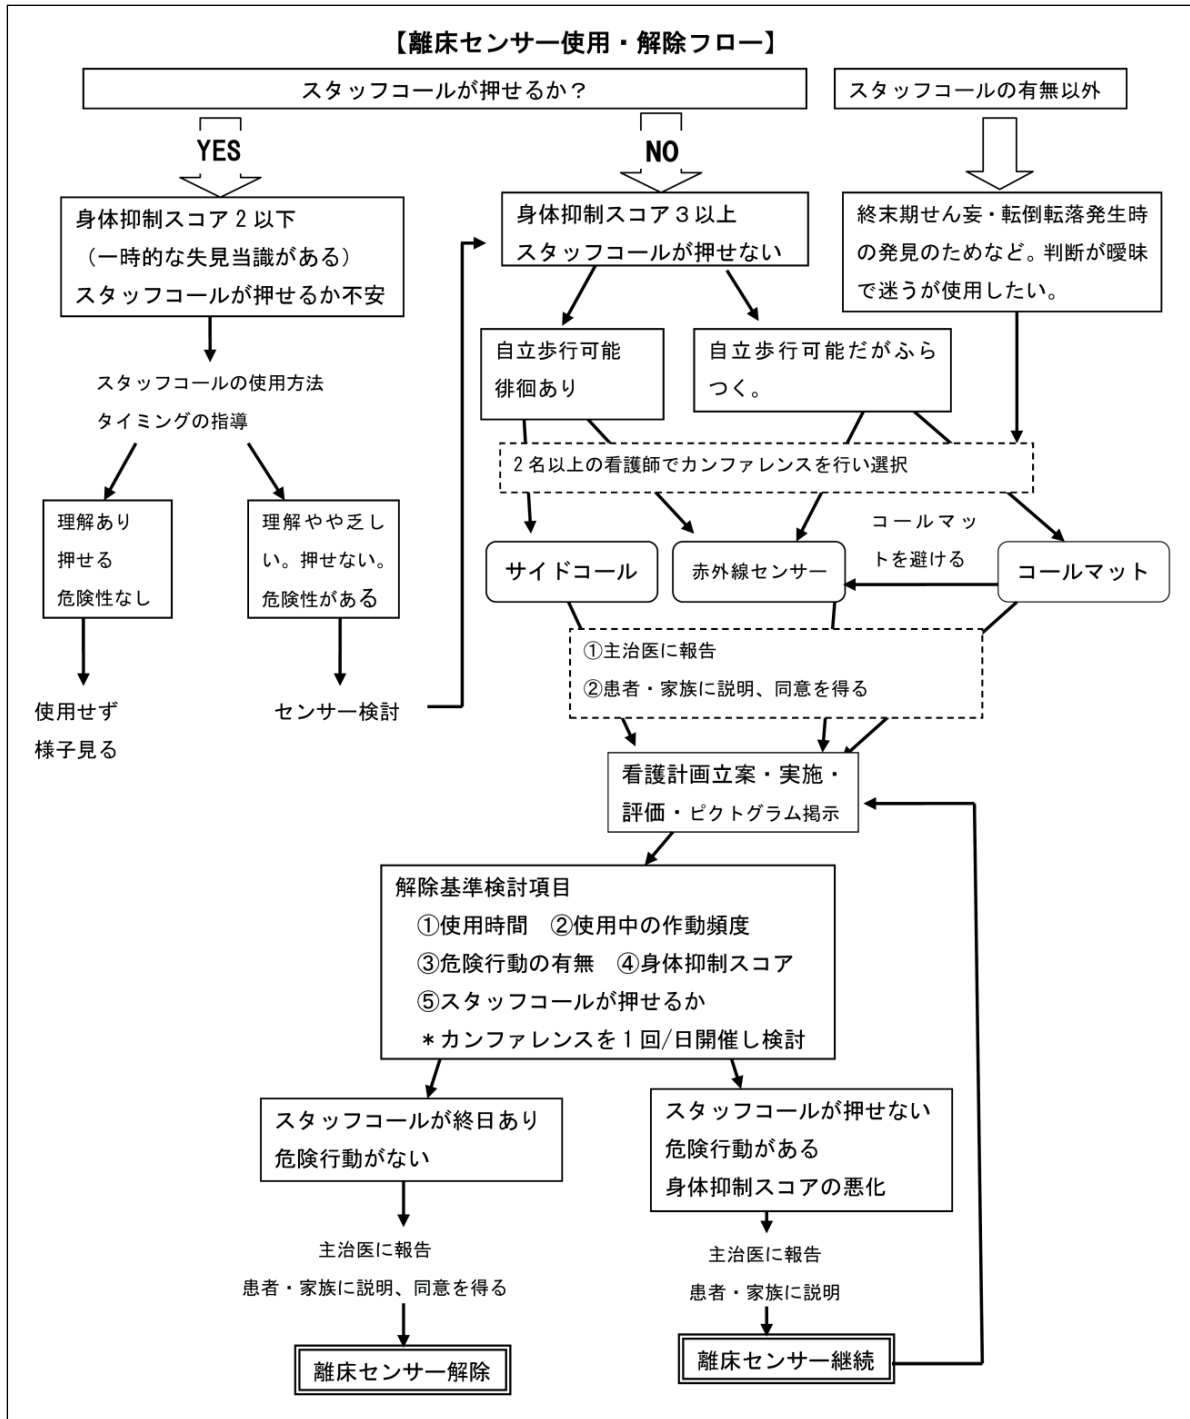 【離床センサー使用・解除フロー】
スタッフコールが押せるか？
スタッフコールの有無以外
YES
NO
身体抑制スコア２以下
（一時的な失見当識がある）
スタッフコールが押せるか不安
身体抑制スコア３以上
スタッフコールが押せない
終末期せん妄・転倒転落発生時
の発見のためなど。判断が曖昧
で迷うが使用したい。
自立歩行可能
徘徊あり
自立歩行可能だがふら
つく。
スタッフコールの使用方法
タイミングの指導
2名以上の看護師でカンファレンスを行い選択
理解あり
押せる
危険性なし
理解やや乏し
い。押せない。
危険性がある
コールマッ
トを避ける
サイドコール
赤外線センサー
コールマット
①主治医に報告
②患者・家族に説明、同意を得る
使用せず
様子見る
センサー検討
看護計画立案・実施・
評価・ピクトグラム掲示
解除基準検討項目
①使用時間　②使用中の作動頻度
③危険行動の有無　④身体抑制スコア
⑤スタッフコールが押せるか
＊カンファレンスを１回/日開催し検討
スタッフコールが終日あり
危険行動がない
スタッフコールが押せない
危険行動がある
身体抑制スコアの悪化
主治医に報告
患者・家族に説明、同意を得る
主治医に報告
患者・家族に説明
離床センサー解除
離床センサー継続